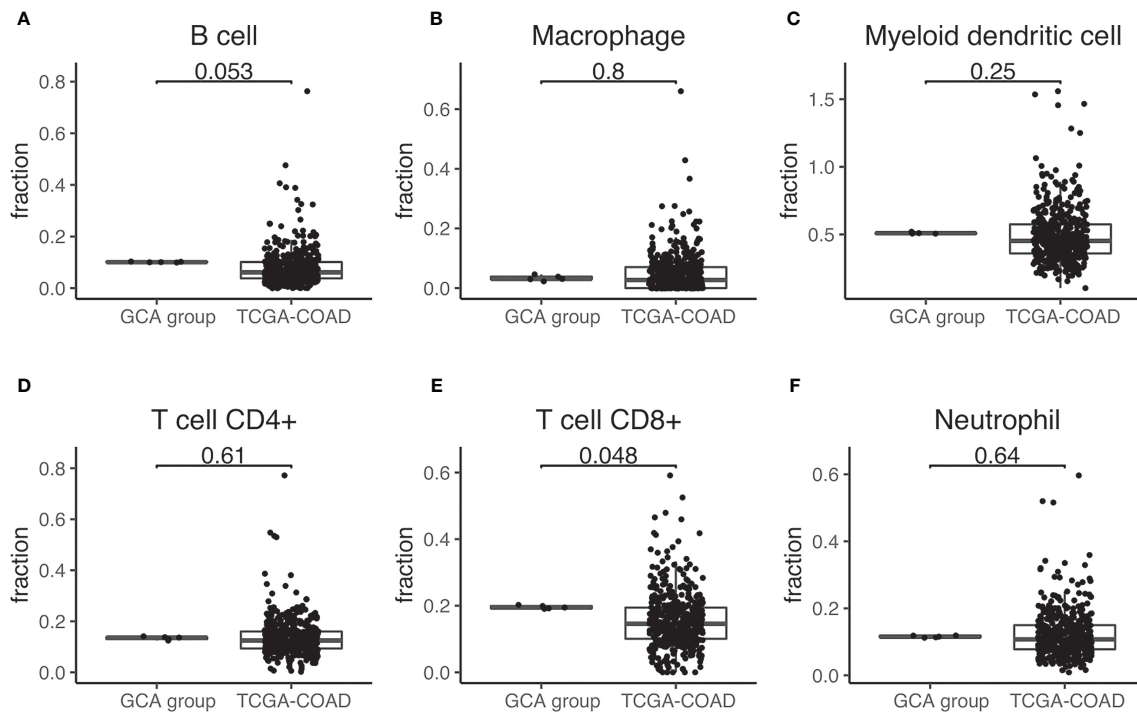 A
B cell
0.053
0.8
0.6
0.4
0.2
0.0
fraction
GCA group
TCGA-COAD
B
Macrophage
0.8
0.6
0.4
0.2
0.0
fraction
GCA group
TCGA-COAD
C
Myeloid dendritic cell
0.25
1.5
1.0
0.5
fraction
GCA group
TCGA-COAD
D
T cell CD4+
0.61
0.8
0.6
0.4
0.2
0.0
fraction
GCA group
TCGA-COAD
E
T cell CD8+
0.048
0.6
0.4
0.2
0.0
fraction
GCA group
TCGA-COAD
F
Neutrophil
0.64
0.6
0.4
0.2
0.0
fraction
GCA group
TCGA-COAD